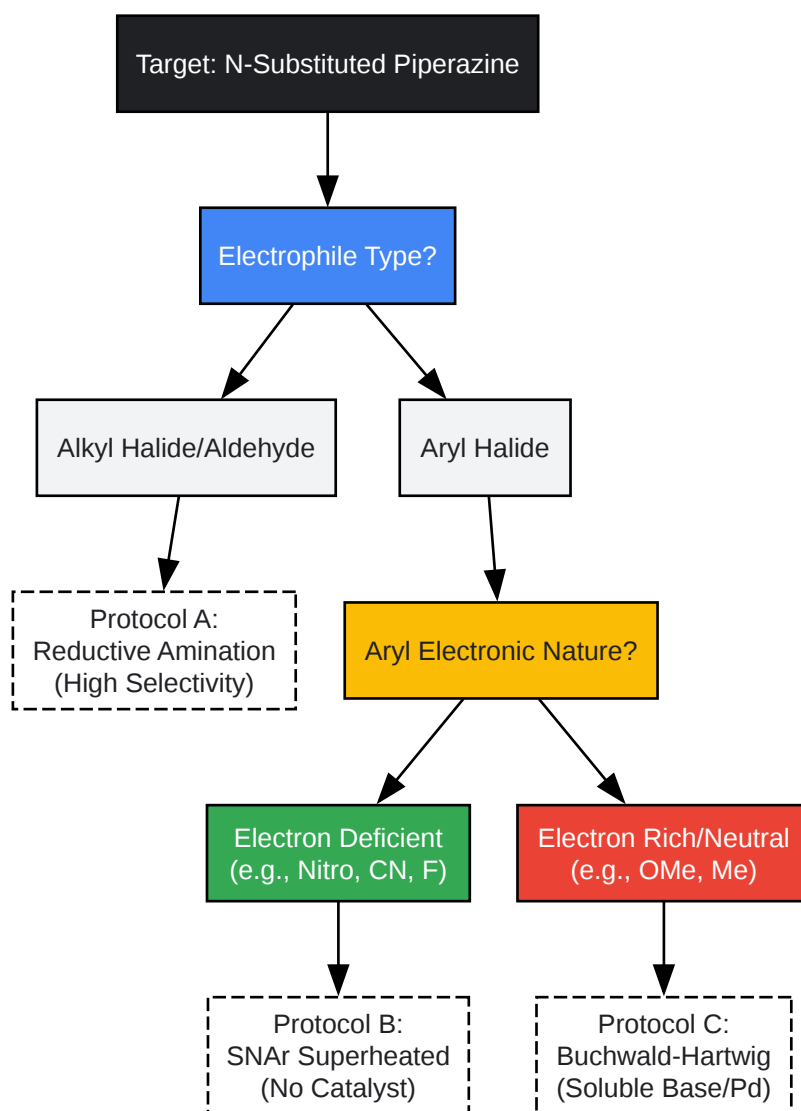 Target: N-Substituted Piperazine
Electrophile Type?
Alkyl Halide/Aldehyde
Aryl Halide
Protocol A:
Reductive Amination
(High Selectivity)
Aryl Electronic Nature?
Electron Deficient
(e.g., Nitro, CN, F)
Electron Rich/Neutral
(e.g., OMe, Me)
Protocol B:
SNAr Superheated
(No Catalyst)
Protocol C:
Buchwald-Hartwig
(Soluble Base/Pd)